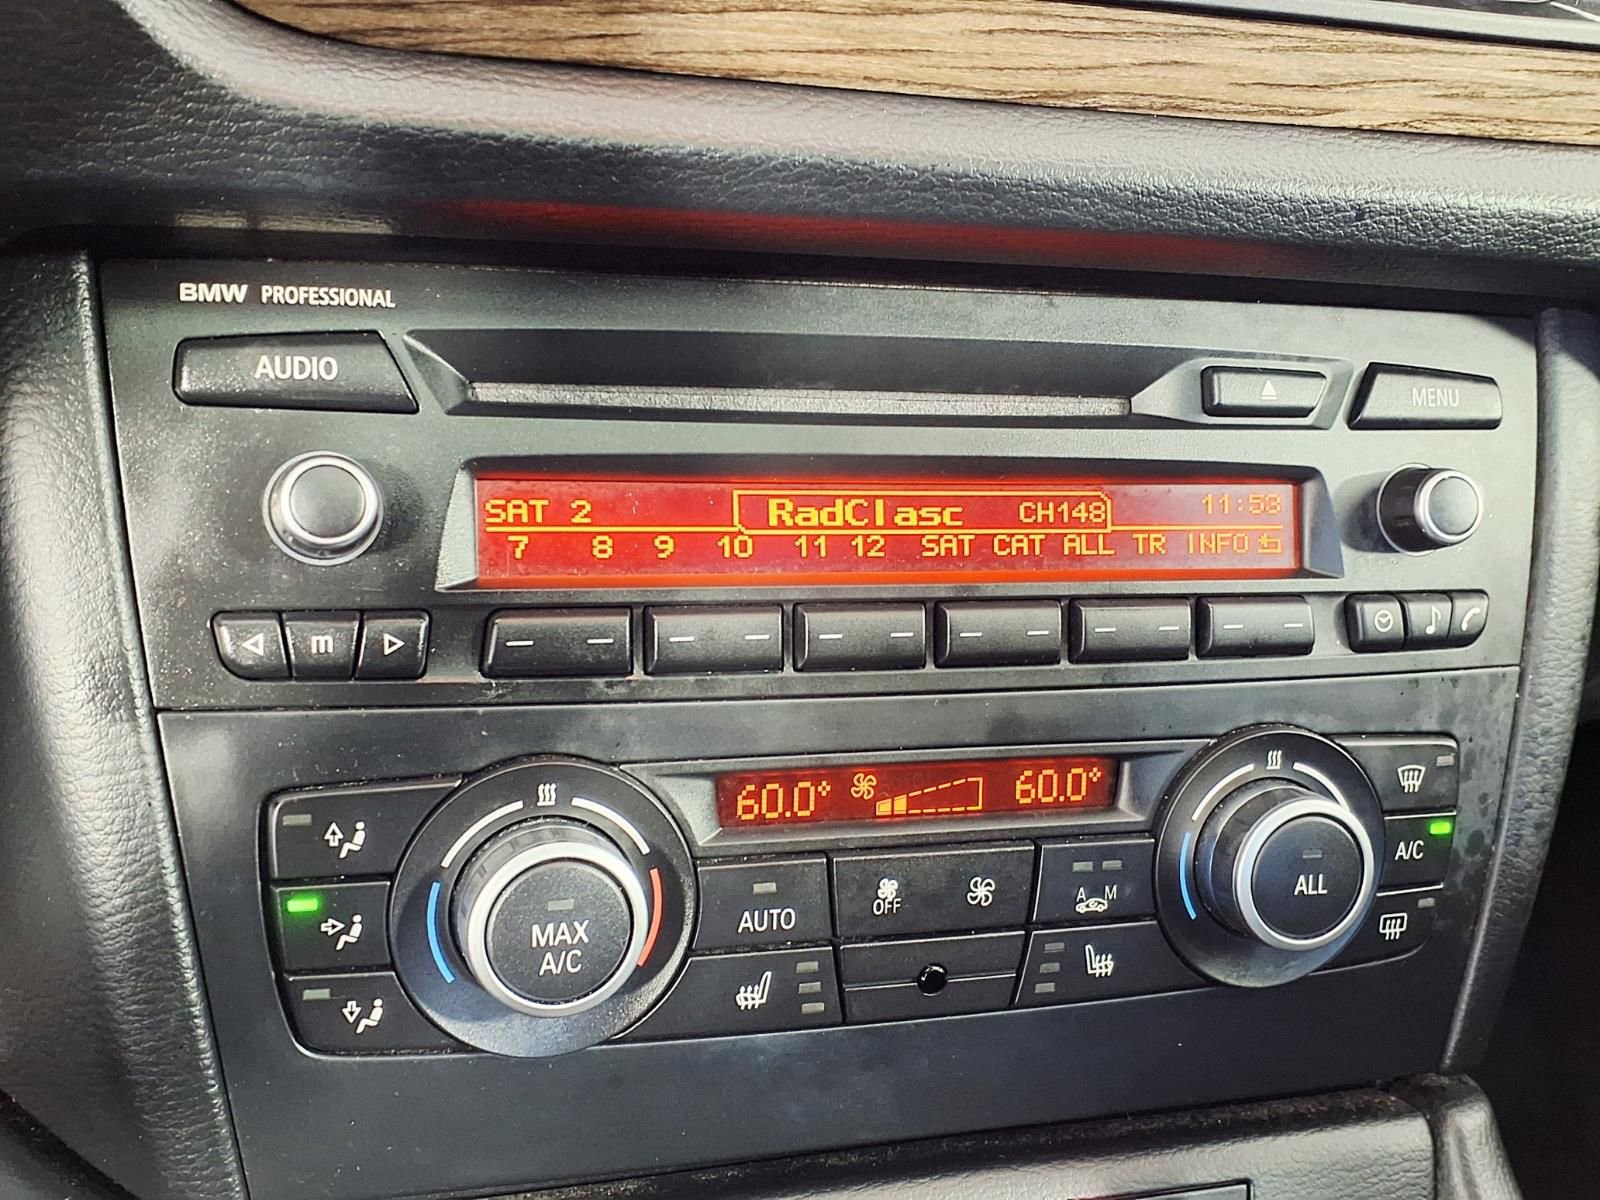 BMW PROFESSIONAL
AUDIO
MENU
SAT 2 RadClasc CH148 11:53
7 8 9 10 11 12 SAT CAT ALL TR INFO
m
60.0° 60.0°
MAX
A/C
AUTO
OFF
A M
ALL
A/C